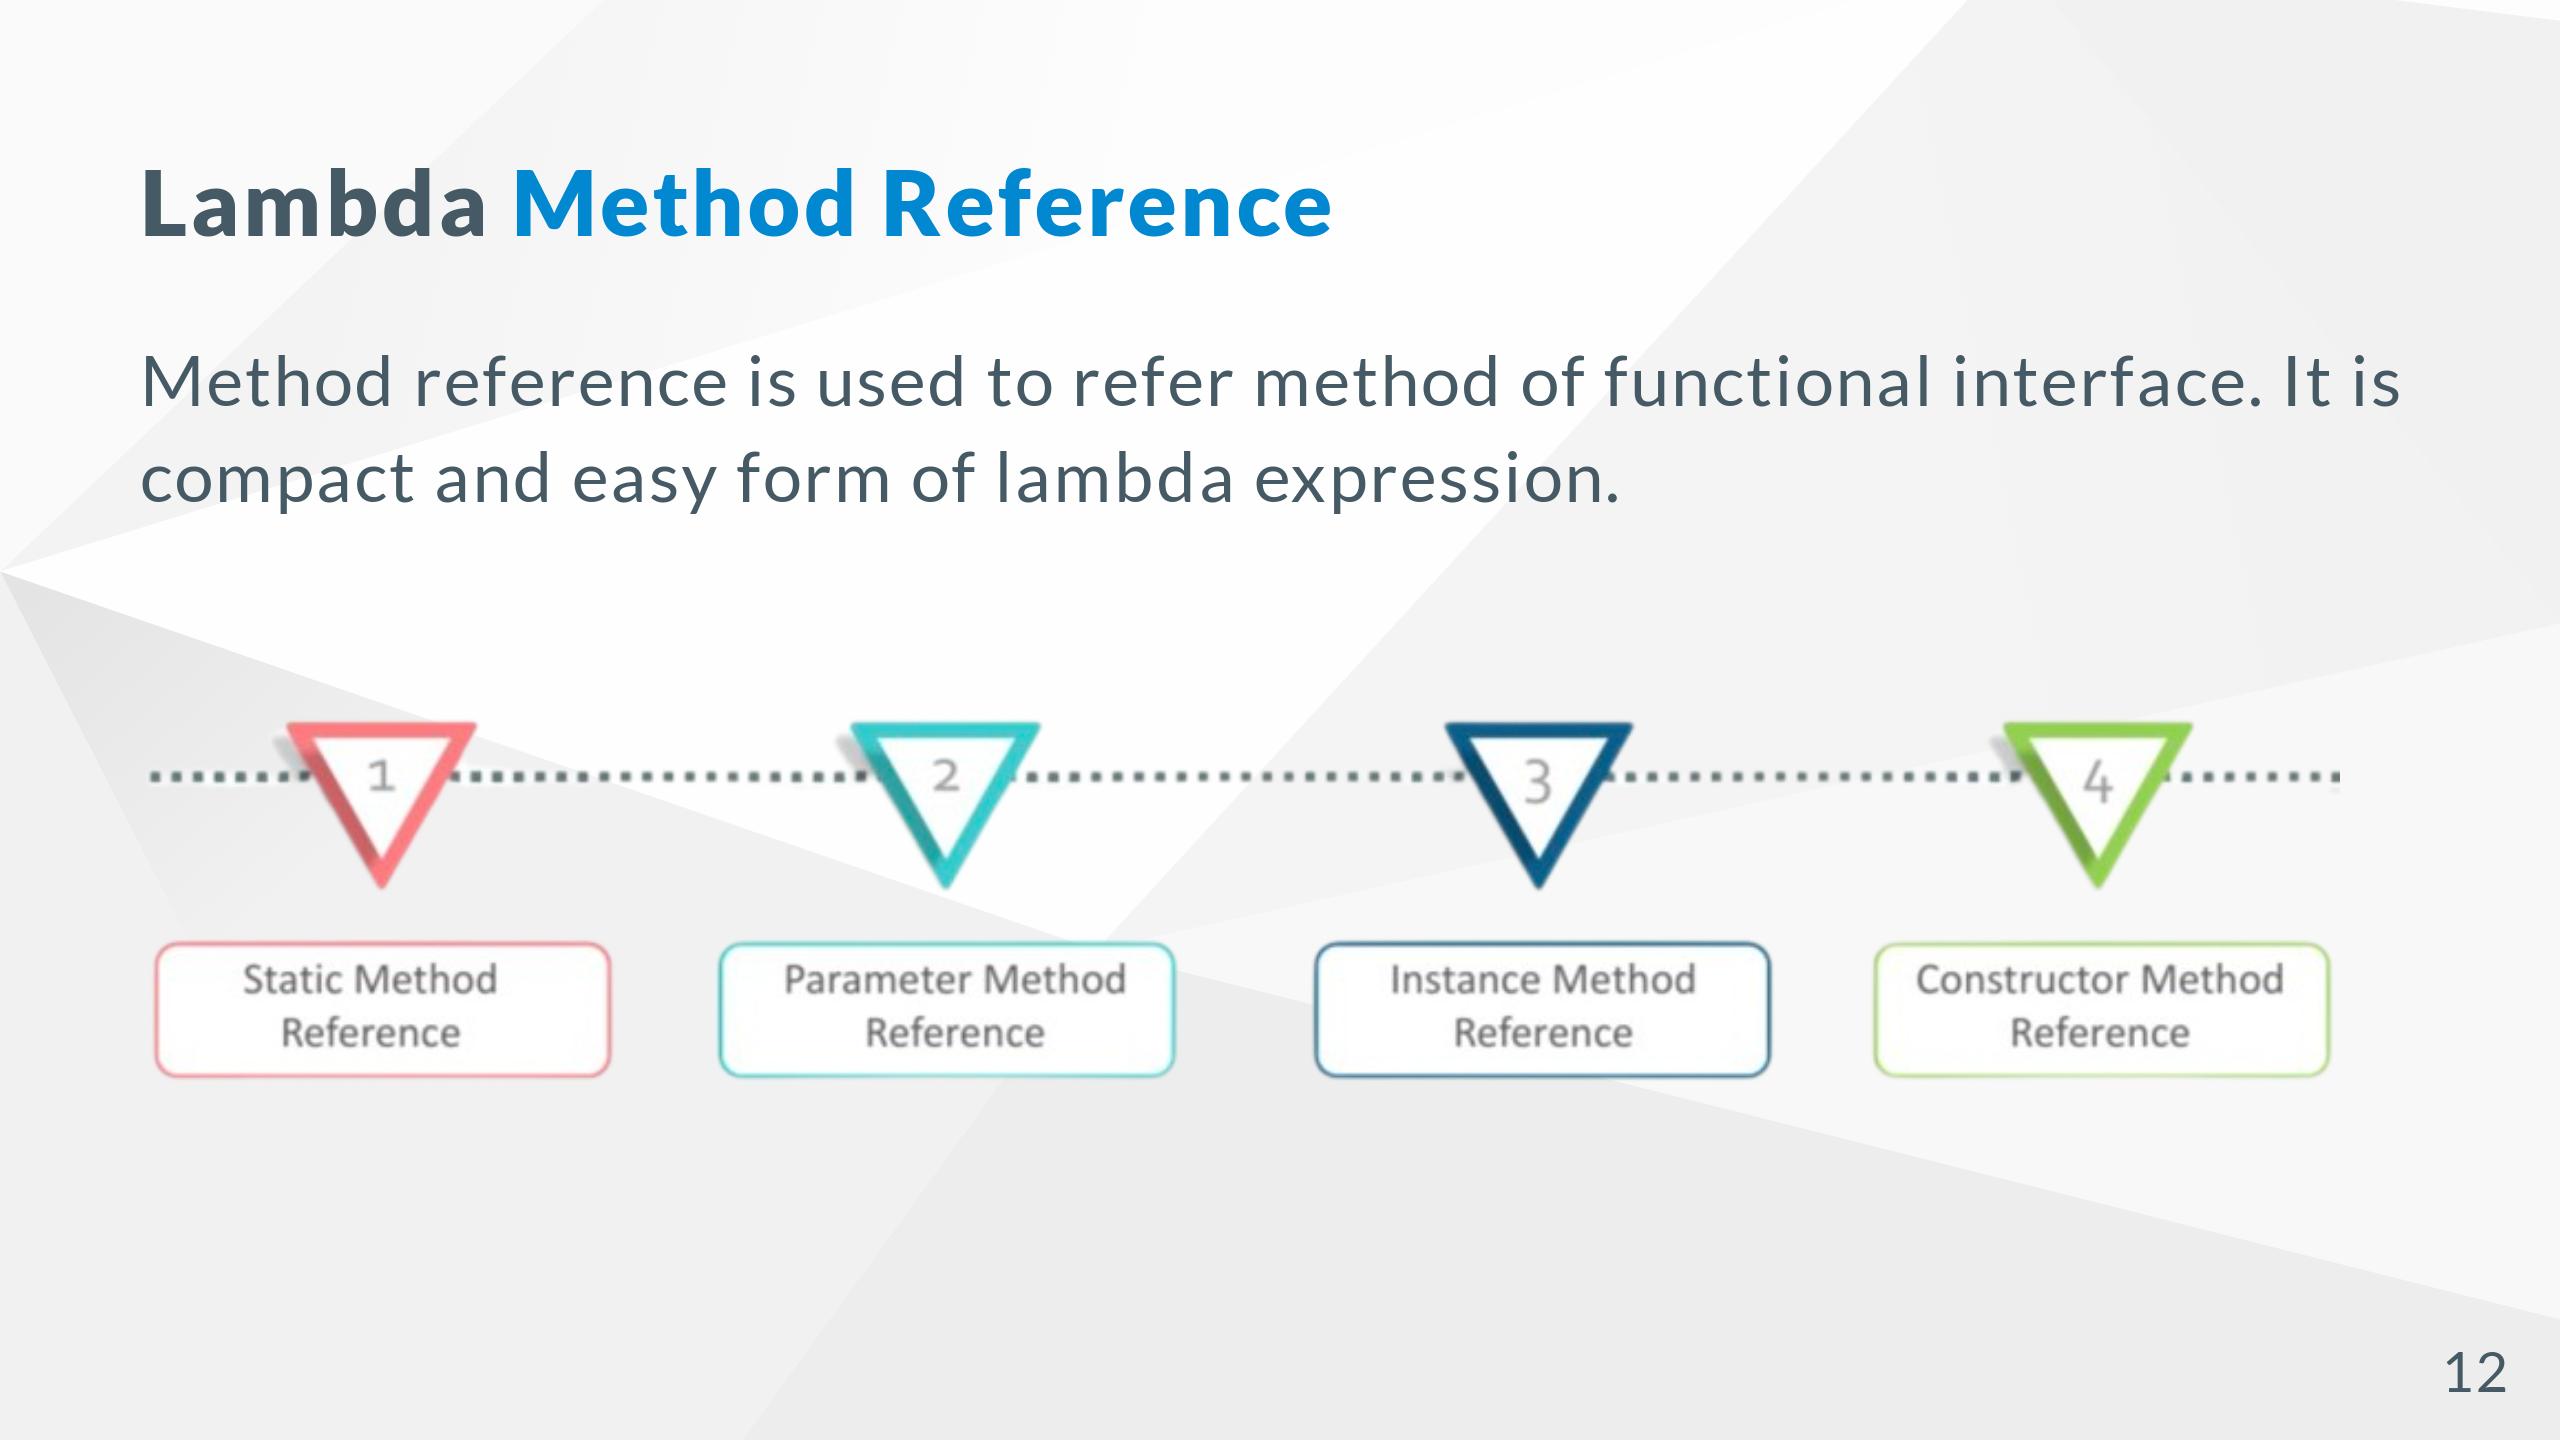 Lambda Method Reference
Method reference is used to refer method of functional interface. It is
compact and easy form of lambda expression.
1
2
3
4
Static Method
Reference
Parameter Method
Reference
Instance Method
Reference
Constructor Method
Reference
12